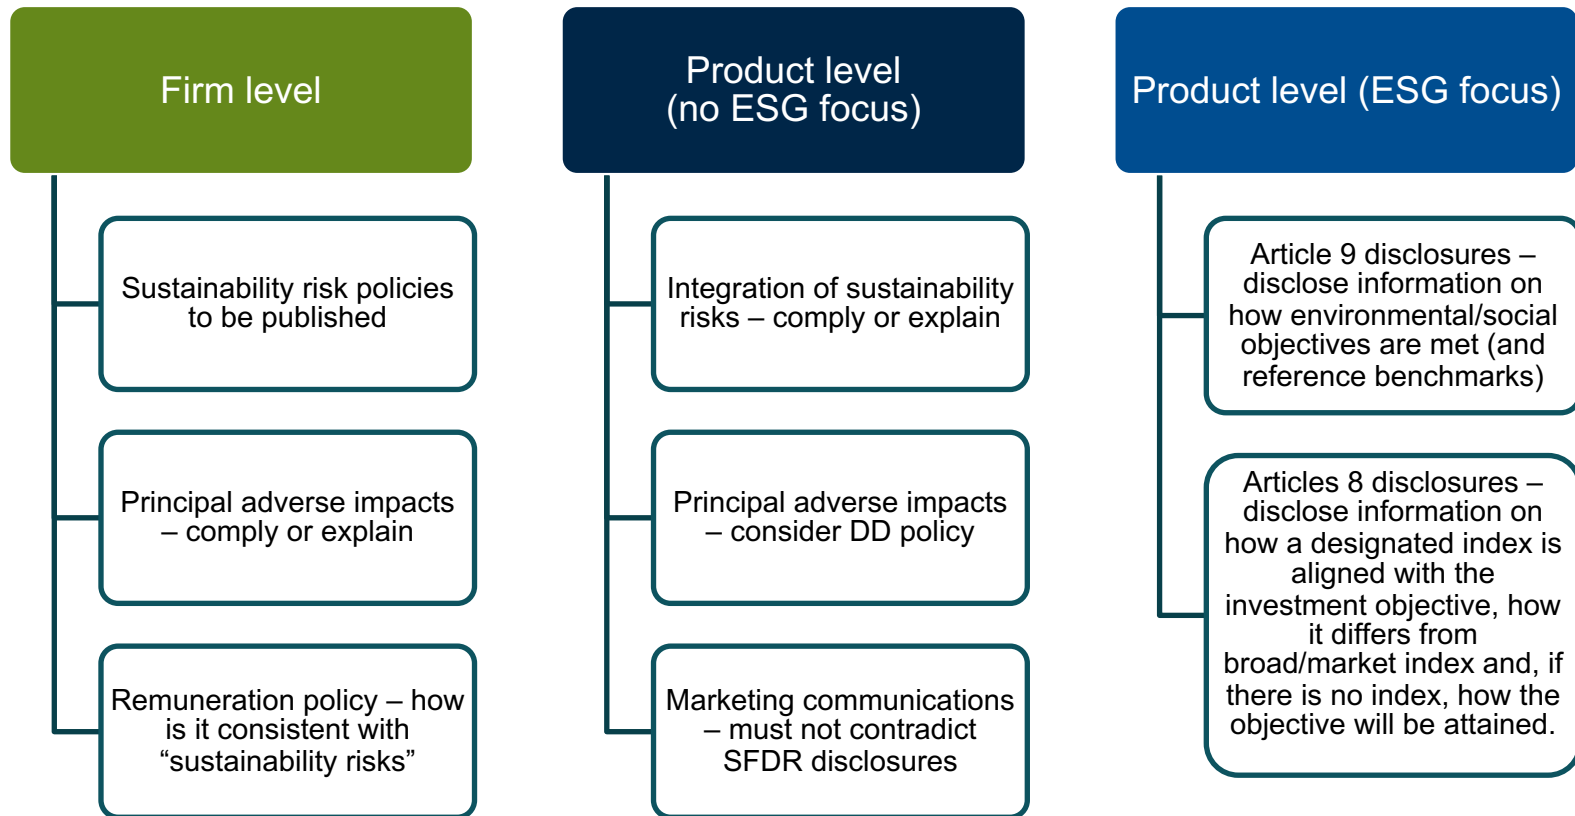 Firm level
Sustainability risk policies
to be published
Principal adverse impacts
– comply or explain
Remuneration policy – how
is it consistent with
“sustainability risks”
Product level
(no ESG focus)
Integration of sustainability
risks – comply or explain
Principal adverse impacts
– consider DD policy
Marketing communications
– must not contradict
SFDR disclosures
Product level (ESG focus)
Article 9 disclosures –
disclose information on
how environmental/social
objectives are met (and
reference benchmarks)
Articles 8 disclosures –
disclose information on
how a designated index is
aligned with the
investment objective, how
it differs from
broad/market index and, if
there is no index, how the
objective will be attained.